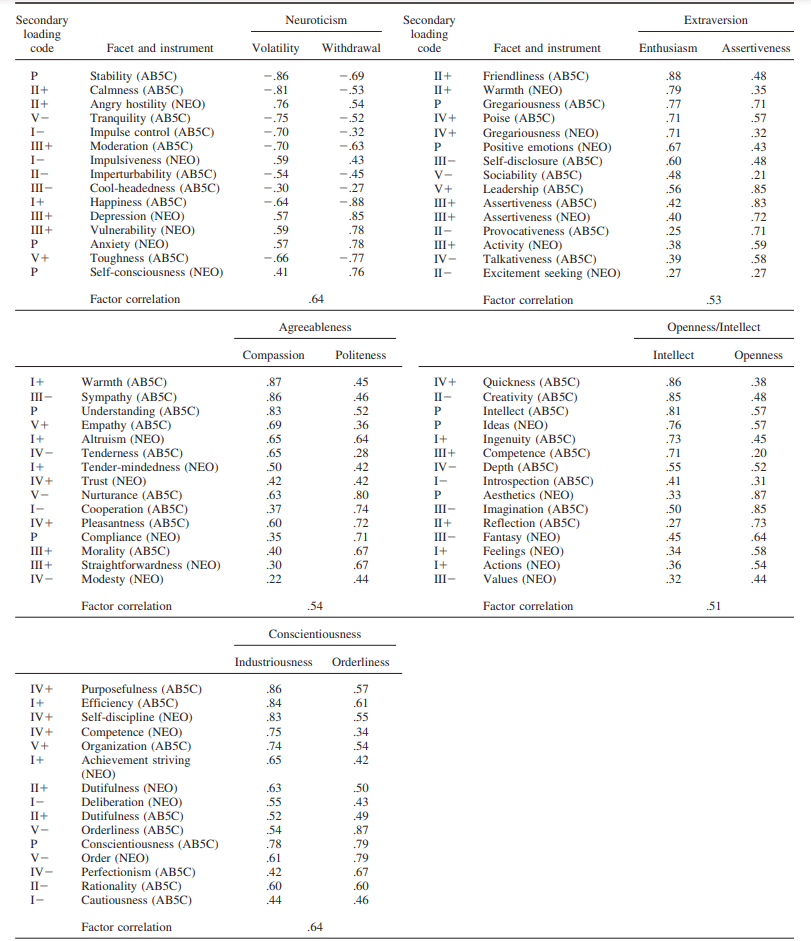 Secondary loading code Facet and instrument Neuroticism Volatility Withdrawal
P Stability (AB5C) −.86 −.69
II+ Calmness (AB5C) −.81 −.53
II+ Angry hostility (NEO) .76 .54
V− Tranquility (AB5C) −.75 −.52
I− Impulse control (AB5C) −.70 −.32
III+ Moderation (AB5C) −.70 −.63
I− Impulsiveness (NEO) .59 .43
II− Imperturbability (AB5C) −.54 −.45
III− Cool-headedness (AB5C) −.30 −.27
I+ Happiness (AB5C) −.64 −.88
III+ Depression (NEO) .57 .85
III+ Vulnerability (NEO) .59 .78
P Anxiety (NEO) .57 .78
V+ Toughness (AB5C) −.66 −.77
P Self-consciousness (NEO) .41 .76
Factor correlation .64
Secondary loading code Facet and instrument Extraversion Enthusiasm Assertiveness
II+ Friendliness (AB5C) .88 .48
II+ Warmth (NEO) .79 .35
P Gregariousness (AB5C) .77 .71
IV+ Poise (AB5C) .71 .57
IV+ Gregariousness (NEO) .71 .32
P Positive emotions (NEO) .67 .43
III− Self-disclosure (AB5C) .60 .48
V− Sociability (AB5C) .48 .21
V+ Leadership (AB5C) .56 .85
III+ Assertiveness (AB5C) .42 .83
III+ Assertiveness (NEO) .40 .72
II− Provocativeness (AB5C) .25 .71
III+ Activity (NEO) .38 .59
IV− Talkativeness (AB5C) .39 .58
II− Excitement seeking (NEO) .27 .27
Factor correlation .53
Agreeableness
Compassion Politeness
I+ Warmth (AB5C) .87 .45
III− Sympathy (AB5C) .86 .46
P Understanding (AB5C) .83 .52
V+ Empathy (AB5C) .69 .36
I+ Altruism (NEO) .65 .64
IV− Tenderness (AB5C) .65 .28
I+ Tender-mindedness (NEO) .50 .42
IV+ Trust (NEO) .42 .42
V− Nurturance (AB5C) .63 .80
I− Cooperation (AB5C) .37 .74
IV+ Pleasantness (AB5C) .60 .72
P Compliance (NEO) .35 .71
III+ Morality (AB5C) .40 .67
III+ Straightforwardness (NEO) .30 .67
IV− Modesty (NEO) .22 .44
Factor correlation .54
Openness/Intellect
Intellect Openness
IV+ Quickness (AB5C) .86 .38
II− Creativity (AB5C) .85 .48
P Intellect (AB5C) .81 .57
P Ideas (NEO) .76 .57
I+ Ingenuity (AB5C) .73 .45
III+ Competence (AB5C) .71 .20
IV− Depth (AB5C) .55 .52
I− Introspection (AB5C) .41 .31
P Aesthetics (NEO) .33 .87
III− Imagination (AB5C) .50 .85
II+ Reflection (AB5C) .27 .73
III− Fantasy (NEO) .45 .64
I+ Feelings (NEO) .34 .58
I+ Actions (NEO) .36 .54
III− Values (NEO) .32 .44
Factor correlation .51
Conscientiousness
Industriousness Orderliness
IV+ Purposefulness (AB5C) .86 .57
I+ Efficiency (AB5C) .84 .61
IV+ Self-discipline (NEO) .83 .55
IV+ Competence (NEO) .75 .34
V+ Organization (AB5C) .74 .54
I+ Achievement striving .65 .42
(NEO)
II+ Dutifulness (NEO) .63 .50
I− Deliberation (NEO) .55 .43
II+ Dutifulness (AB5C) .52 .49
V− Orderliness (AB5C) .54 .87
P Conscientiousness (AB5C) .78 .79
V− Order (NEO) .61 .79
IV− Perfectionism (AB5C) .42 .67
II− Rationality (AB5C) .60 .60
I− Cautiousness (AB5C) .44 .46
Factor correlation .64